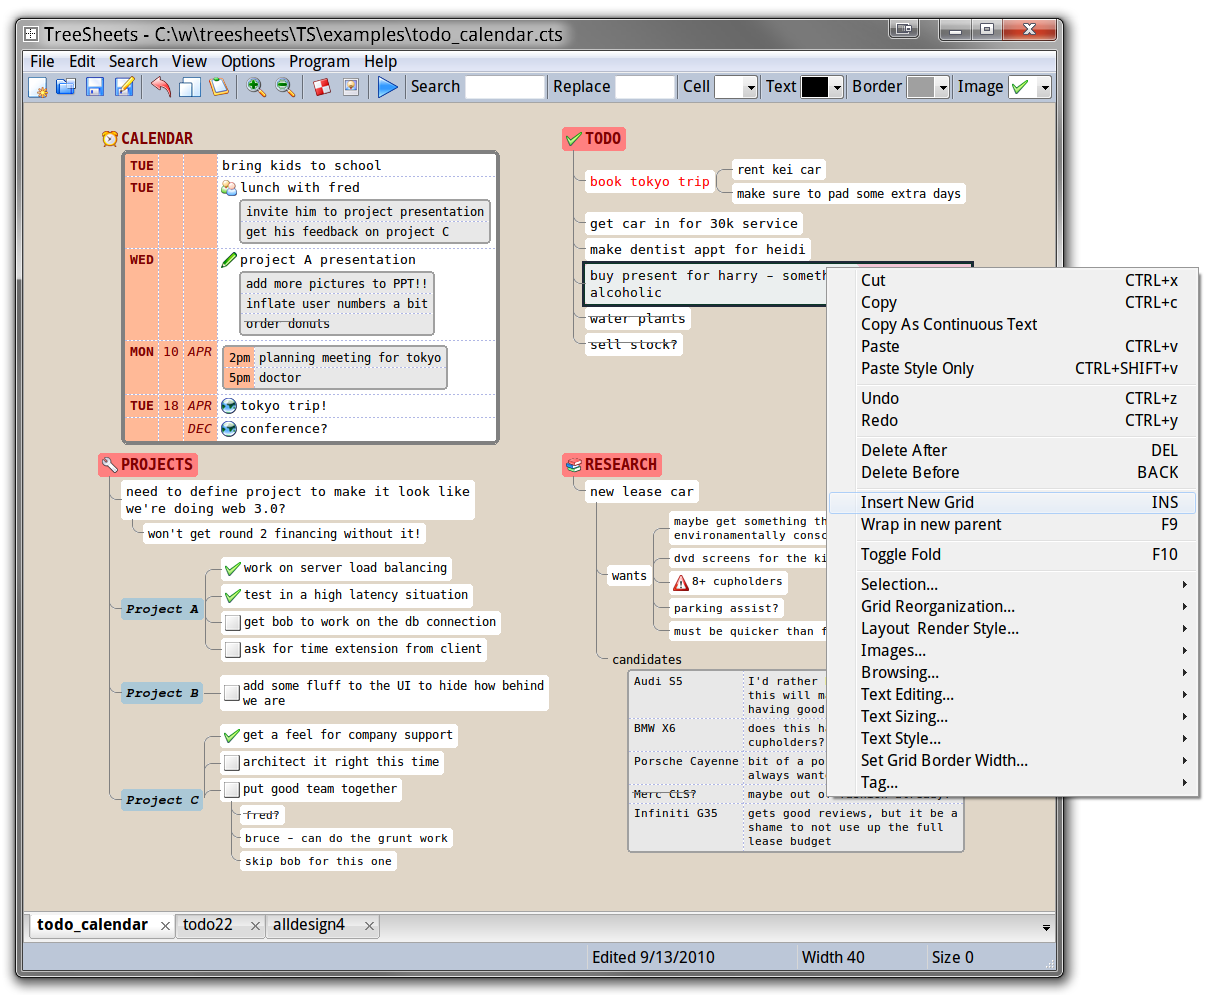 TreeSheets - C:\w\treesheets\TS\examples\todo_calendar.cts
File Edit Search View Options Program Help
Search Replace Cell Text Border Image
CALENDAR
TUE bring kids to school
TUE lunch with fred
invite him to project presentation
get his feedback on project C
WED project A presentation
add more pictures to PPT!!
inflate user numbers a bit
order donuts
MON 10 APR 2pm planning meeting for tokyo
5pm doctor
TUE 18 APR tokyo trip!
DEC conference?
TODO
book tokyo trip
rent kei car
make sure to pad some extra days
get car in for 30k service
make dentist appt for heidi
buy present for harry - someth
alcoholic
water plants
sell stock?
PROJECTS
need to define project to make it look like
we're doing web 3.0?
won't get round 2 financing without it!
Project A
work on server load balancing
test in a high latency situation
get bob to work on the db connection
ask for time extension from client
Project B
add some fluff to the UI to hide how behind
we are
Project C
get a feel for company support
architect it right this time
put good team together
fred?
bruce - can do the grunt work
skip bob for this one
RESEARCH
new lease car
wants
maybe get something th
environamentally consc
dvd screens for the ki
8+ cupholders
parking assist?
must be quicker than f
candidates
Audi S5 I'd rather
this will ma
having good
BMW X6 does this ha
cupholders?
Porsche Cayenne bit of a po
always want
Merc CLS? maybe out o
Infiniti G35 gets good reviews, but it be a
shame to not use up the full
lease budget
Cut CTRL+x
Copy CTRL+c
Copy As Continuous Text
Paste CTRL+v
Paste Style Only CTRL+SHIFT+v
Undo CTRL+z
Redo CTRL+y
Delete After DEL
Delete Before BACK
Insert New Grid INS
Wrap in new parent F9
Toggle Fold F10
Selection...
Grid Reorganization...
Layout Render Style...
Images...
Browsing...
Text Editing...
Text Sizing...
Text Style...
Set Grid Border Width...
Tag...
todo_calendar todo22 alldesign4
Edited 9/13/2010 Width 40 Size 0